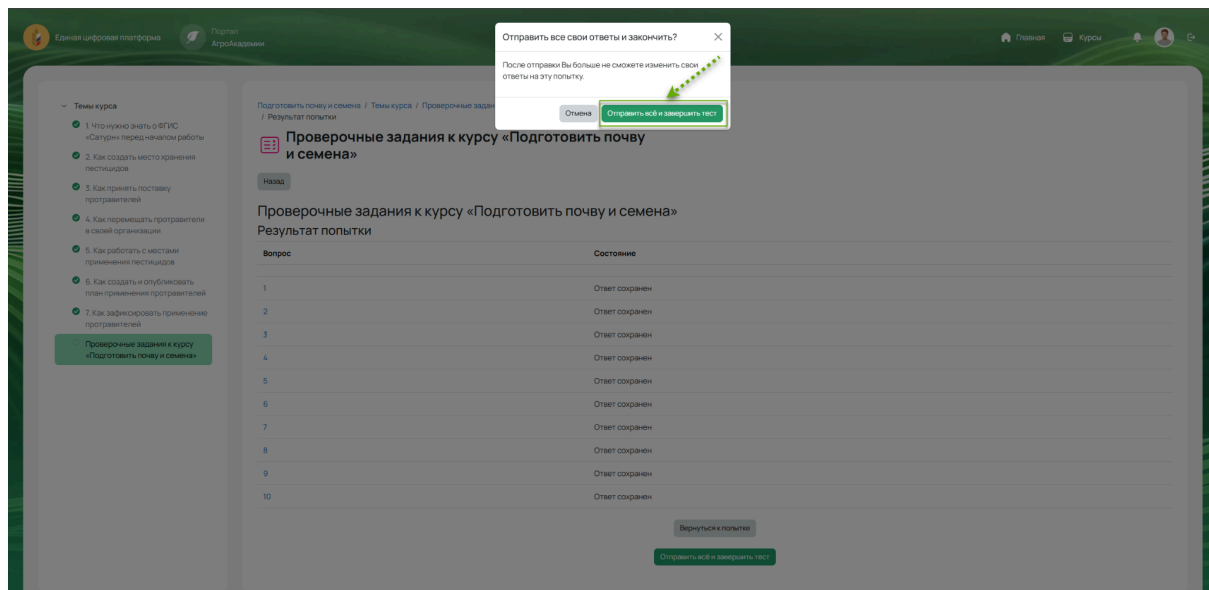 Единая цифровая платформа
Портал
АгроАкадемии
Главная
Курсы
Отправить все свои ответы и закончить?
После отправки Вы больше не сможете изменить свои
ответы на эту попытку.
Отмена
Отправить всё и завершить тест
Темы курса
1. Что нужно знать о ФГИС
«Сатурн» перед началом работы
2. Как создать место хранения
пестицидов
3. Как принять поставку
протравителей
4. Как перемещать протравители
в своей организации
5. Как работать с местами
применения пестицидов
6. Как создать и опубликовать
план применения протравителей
7. Как зафиксировать применение
протравителей
Проверочные задания к курсу
«Подготовить почву и семена»
Подготовить почву и семена / Темы курса / Проверочные задан
/ Результат попытки
Проверочные задания к курсу «Подготовить почву
и семена»
Назад
Проверочные задания к курсу «Подготовить почву и семена»
Результат попытки
Вопрос Состояние
1 Ответ сохранен
2 Ответ сохранен
3 Ответ сохранен
4 Ответ сохранен
5 Ответ сохранен
6 Ответ сохранен
7 Ответ сохранен
8 Ответ сохранен
9 Ответ сохранен
10 Ответ сохранен
Вернуться к попытке
Отправить всё и завершить тест